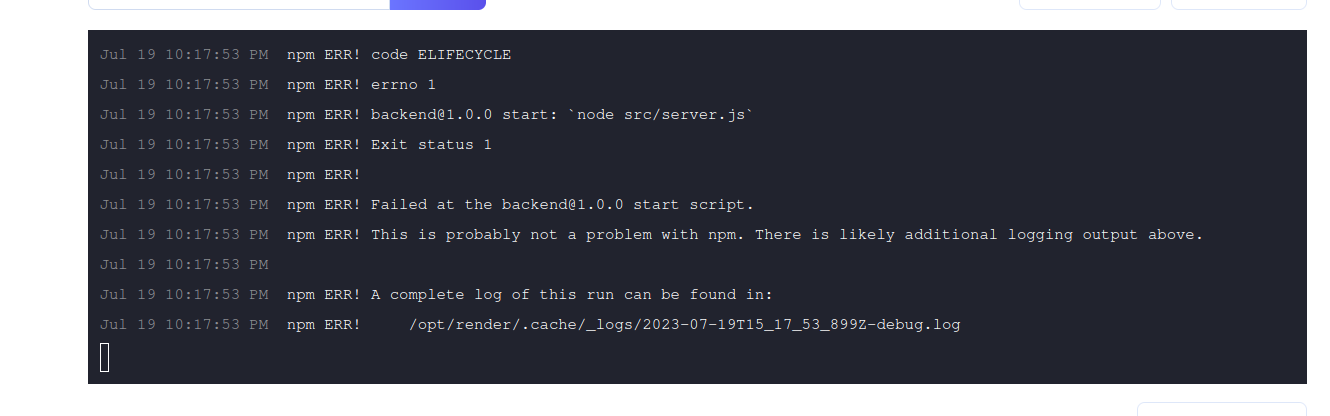 Jul 19 10:17:53 PM npm ERR! code ELIFECYCLE
Jul 19 10:17:53 PM npm ERR! errno 1
Jul 19 10:17:53 PM npm ERR! backend@1.0.0 start: `node src/server.js`
Jul 19 10:17:53 PM npm ERR! Exit status 1
Jul 19 10:17:53 PM npm ERR!
Jul 19 10:17:53 PM npm ERR! Failed at the backend@1.0.0 start script.
Jul 19 10:17:53 PM npm ERR! This is probably not a problem with npm. There is likely additional logging output above.
Jul 19 10:17:53 PM
Jul 19 10:17:53 PM npm ERR! A complete log of this run can be found in:
Jul 19 10:17:53 PM npm ERR!     /opt/render/.cache/_logs/2023-07-19T15_17_53_899Z-debug.log